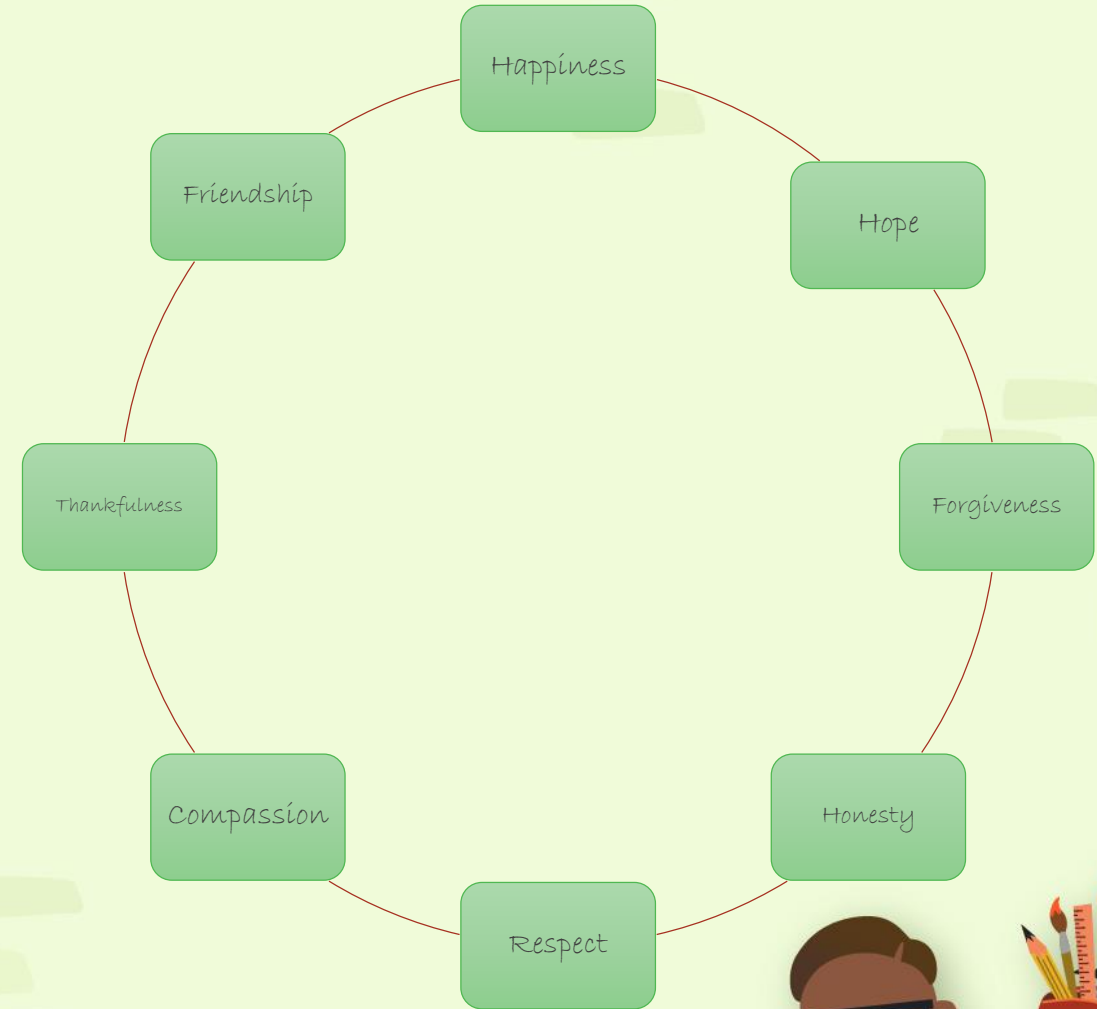 Happiness
Hope
Forgiveness
Honesty
Respect
Compassion
Thankfulness
Friendship